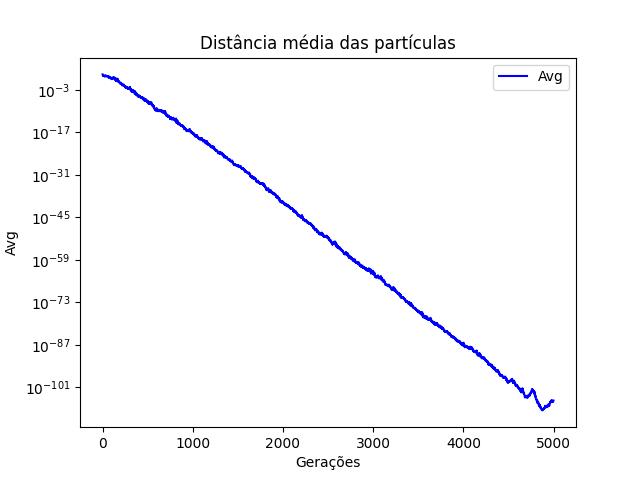 Distância média das partículas
Avg
10⁻³
10⁻¹⁷
10⁻³¹
10⁻⁴⁵
10⁻⁵⁹
10⁻⁷³
10⁻⁸⁷
10⁻¹⁰¹
Avg
0 1000 2000 3000 4000 5000
Gerações